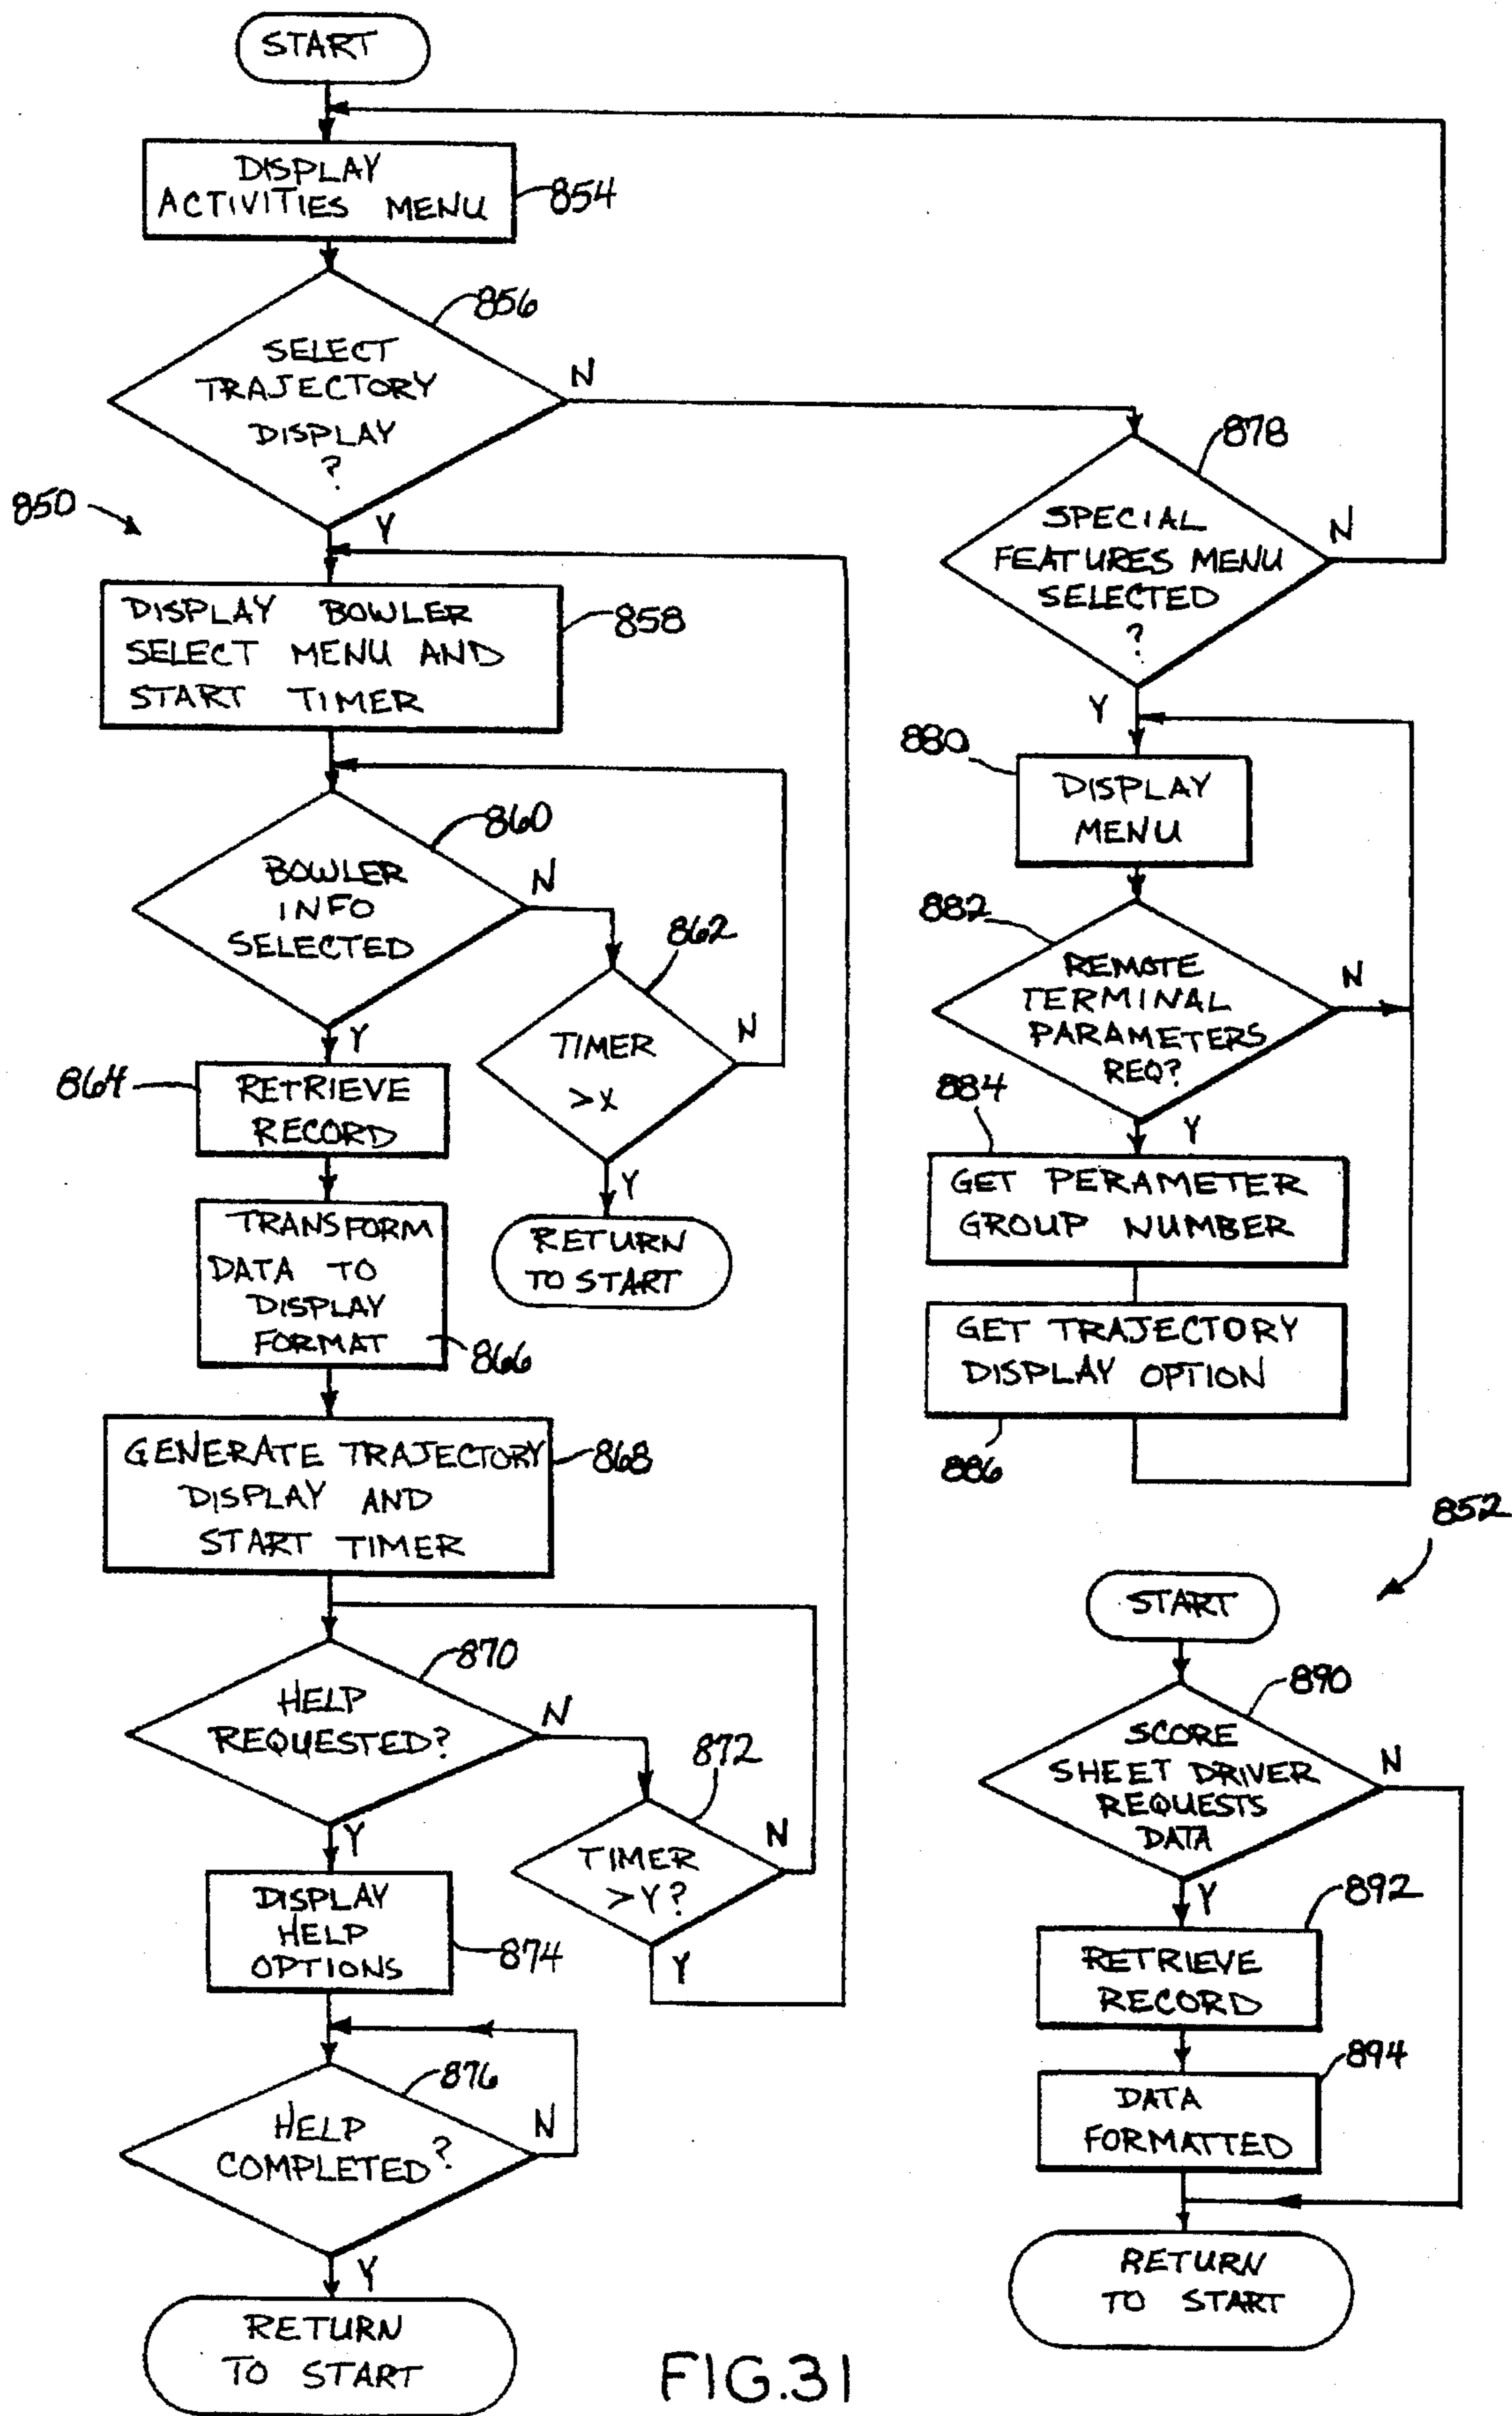 START
DISPLAY
ACTIVITIES MENU
854
856
SELECT
TRAJECTORY
DISPLAY
?
N
Y
850
DISPLAY BOWLER
SELECT MENU AND
START TIMER
858
860
BOWLER
INFO
SELECTED
N
Y
862
TIMER
>X
N
Y
RETURN
TO START
864
RETRIEVE
RECORD
TRANSFORM
DATA TO
DISPLAY
FORMAT
866
GENERATE TRAJECTORY
DISPLAY AND
START TIMER
868
870
HELP
REQUESTED?
N
Y
872
TIMER
>Y?
N
Y
DISPLAY
HELP
OPTIONS
874
876
HELP
COMPLETED?
N
Y
RETURN
TO START
878
SPECIAL
FEATURES MENU
SELECTED
?
N
Y
880
DISPLAY
MENU
882
REMOTE
TERMINAL
PARAMETERS
REQ?
N
Y
884
GET PERAMETER
GROUP NUMBER
GET TRAJECTORY
DISPLAY OPTION
886
852
START
890
SCORE
SHEET DRIVER
REQUESTS
DATA
N
Y
892
RETRIEVE
RECORD
894
DATA
FORMATTED
RETURN
TO START
FIG.31